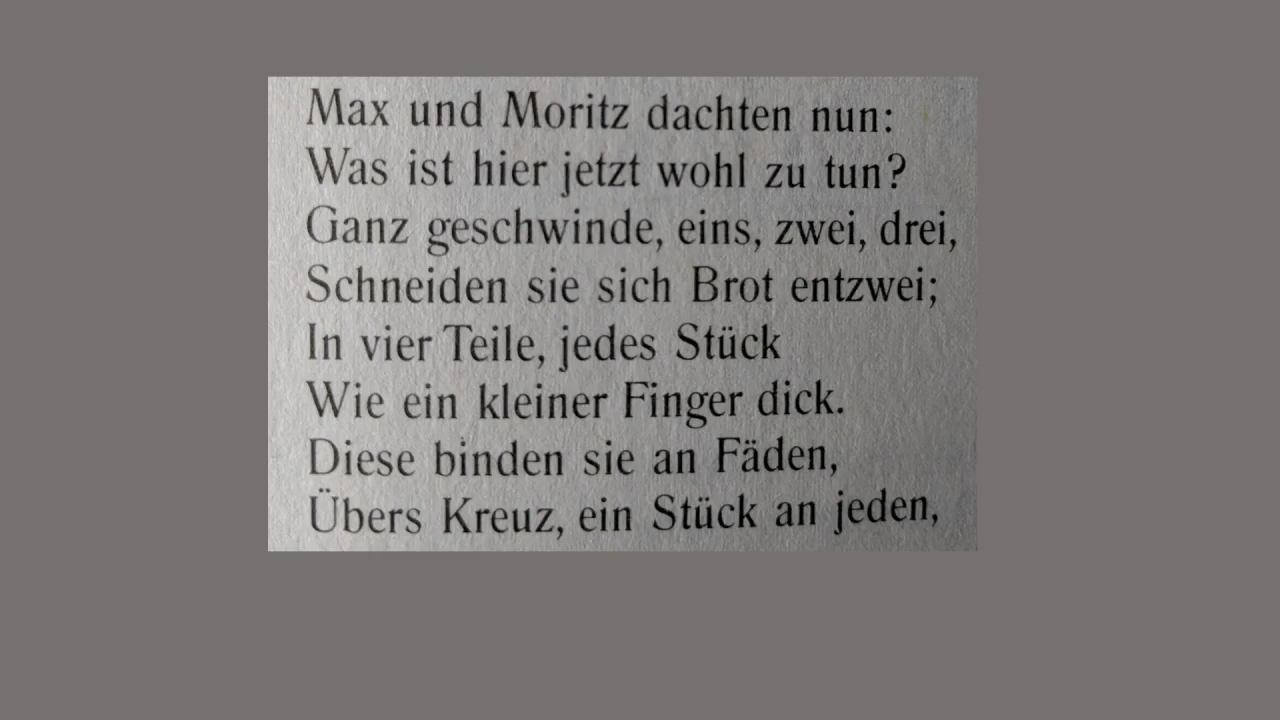 Max und Moritz dachten nun:
Was ist hier jetzt wohl zu tun?
Ganz geschwinde, eins, zwei, drei,
Schneiden sie sich Brot entzwei;
In vier Teile, jedes Stück
Wie ein kleiner Finger dick.
Diese binden sie an Fäden,
Übers Kreuz, ein Stück an jeden,